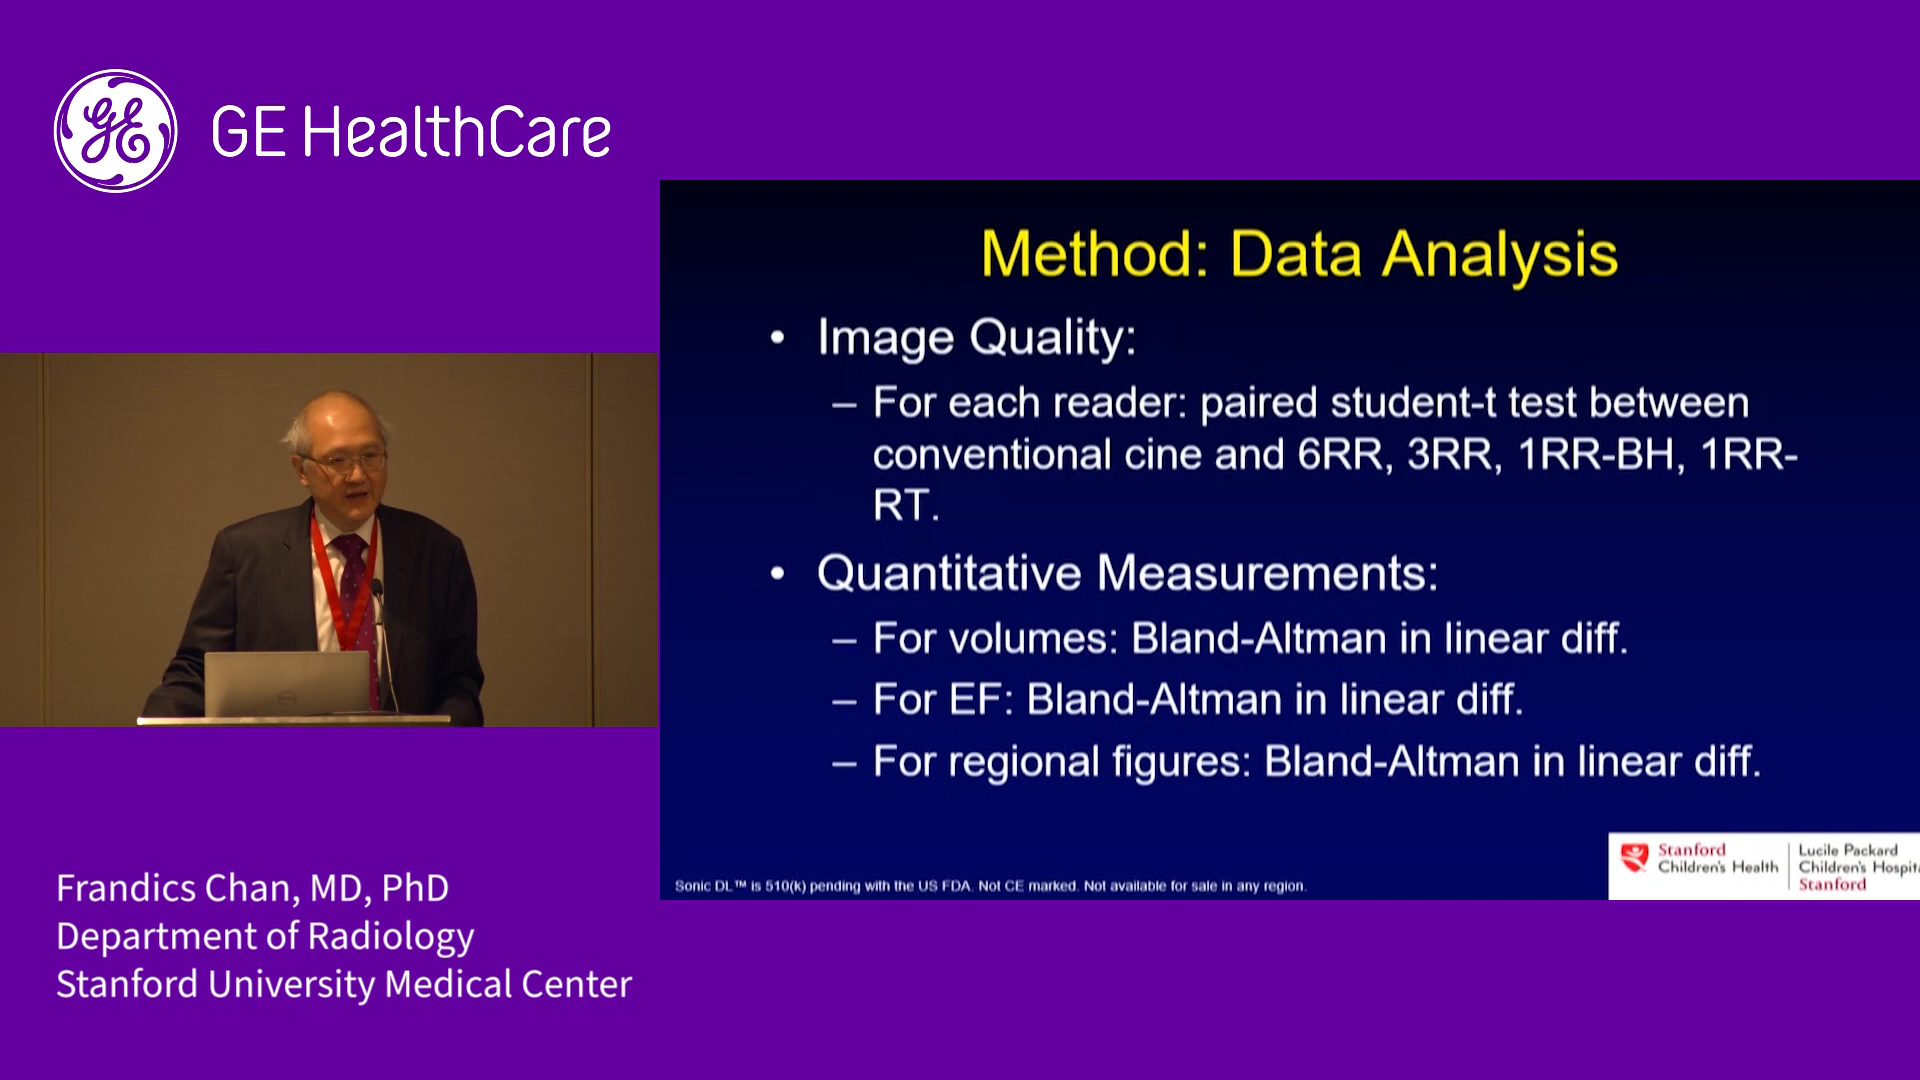 GE HealthCare
Method: Data Analysis
• Image Quality:
– For each reader: paired student-t test between
conventional cine and 6RR, 3RR, 1RR-BH, 1RR-
RT.
• Quantitative Measurements:
– For volumes: Bland-Altman in linear diff.
– For EF: Bland-Altman in linear diff.
– For regional figures: Bland-Altman in linear diff.
Sonic DL™ is 510(k) pending with the US FDA. Not CE marked. Not available for sale in any region.
Stanford
Children's Health
Lucile Packard
Children's Hospita
Stanford
Frandics Chan, MD, PhD
Department of Radiology
Stanford University Medical Center